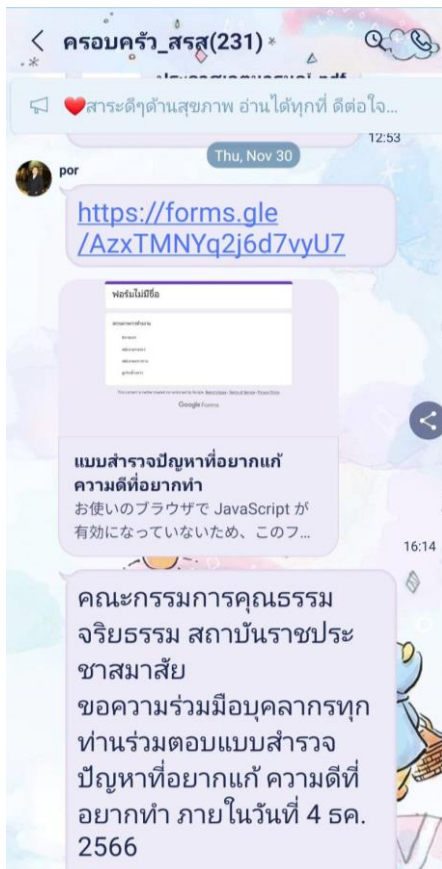 ครอบครัว_สรส(231)
❤️สาระดีๆด้านสุขภาพ อ่านได้ทุกที่ ดีต่อใจ...
12:53
Thu, Nov 30
por
https://forms.gle
/AzxTMNYq2j6d7vyU7
ฟอร์มไม่มีชื่อ
Google Forms
แบบสำรวจปัญหาที่อยากแก้
ความดีที่อยากทำ
お使いのブラウザで JavaScript が
有効になっていないため、このフ...
16:14
คณะกรรมการคุณธรรม
จริยธรรม สถาบันราชประ
ชาสมาสัย
ขอความร่วมมือบุคลากรทุก
ท่านร่วมตอบแบบสำรวจ
ปัญหาที่อยากแก้ ความดีที่
อยากทำ ภายในวันที่ 4 ธค.
2566